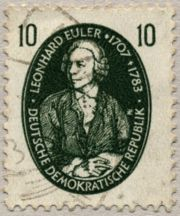 10 10
LEONHARD EULER * 1707 † 1783
DEUTSCHE DEMOKRATISCHE REPUBLIK